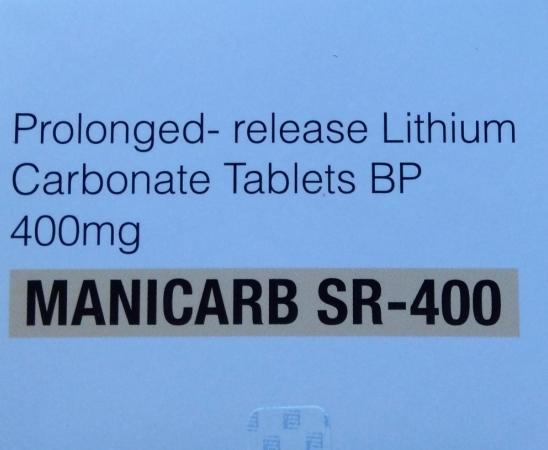 Prolonged- release Lithium
Carbonate Tablets BP
400mg
MANICARB SR-400